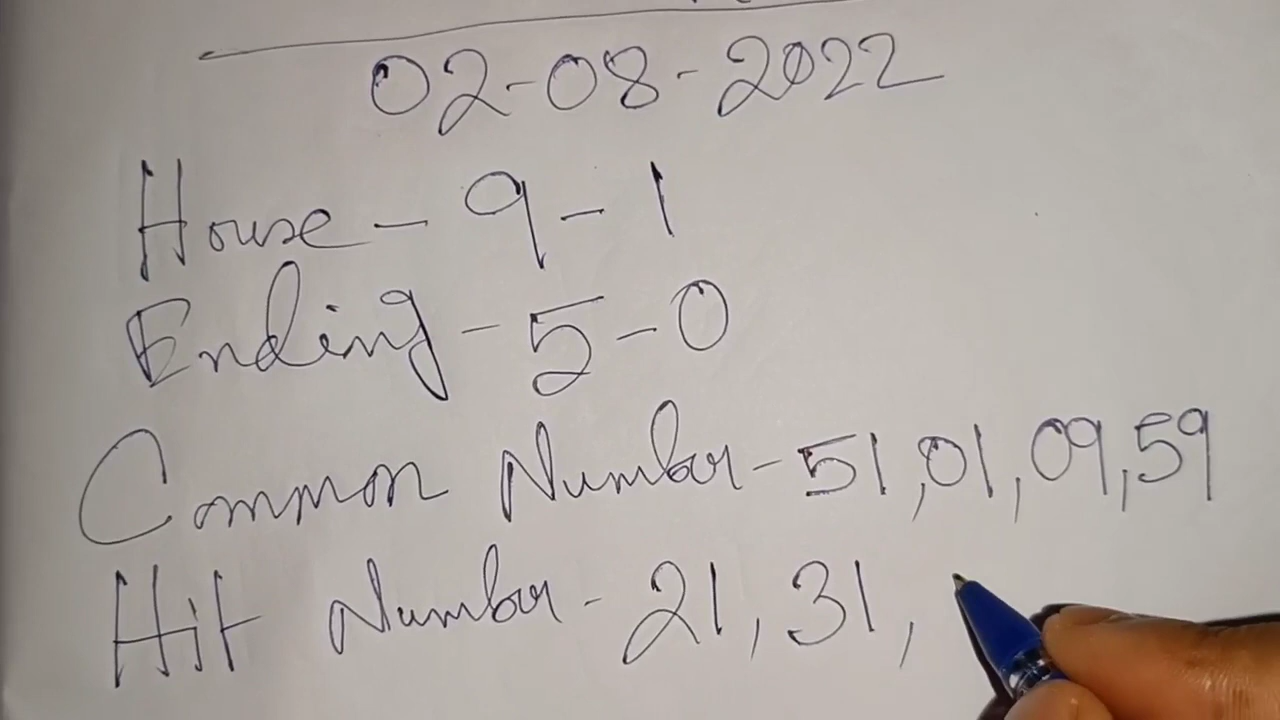 02-08-2022
House - 9 - 1
Ending - 5 - 0
Common Number - 51, 01, 09, 59
Hit Number - 21, 31,